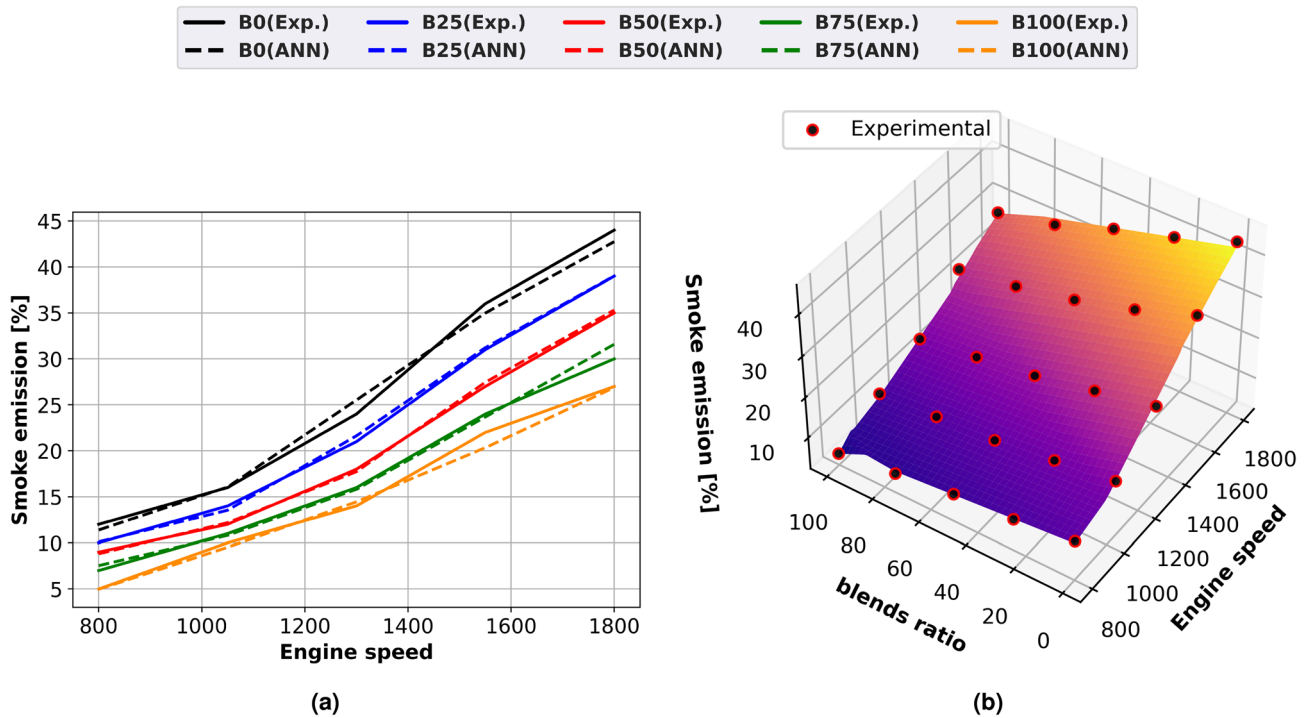 B0(Exp.) B25(Exp.) B50(Exp.) B75(Exp.) B100(Exp.)
B0(ANN) B25(ANN) B50(ANN) B75(ANN) B100(ANN)
Experimental
45
40
35
30
25
20
15
10
5
Smoke emission [%]
800 1000 1200 1400 1600 1800
Engine speed
(a)
Smoke emission [%]
40
30
20
10
100
80
60
40
20
0
blends ratio
800
1000
1200
1400
1600
1800
Engine speed
(b)